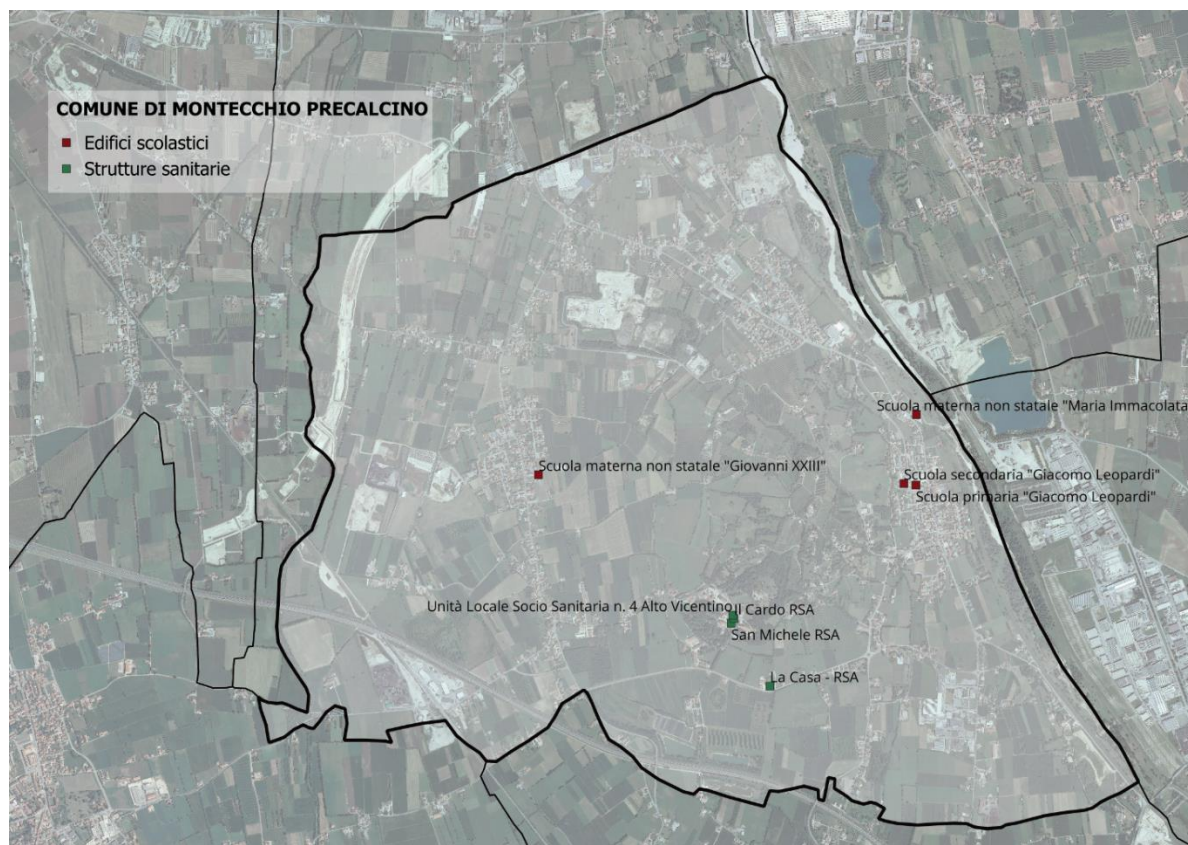 COMUNE DI MONTECCHIO PRECALCINO
Edifici scolastici
Strutture sanitarie
Scuola materna non statale "Maria Immacolata
Scuola materna non statale "Giovanni XXIII"
Scuola secondaria "Giacomo Leopardi"
Scuola primaria "Giacomo Leopardi"
Unità Locale Socio Sanitaria n. 4 Alto Vicentino
Il Cardo RSA
San Michele RSA
La Casa - RSA